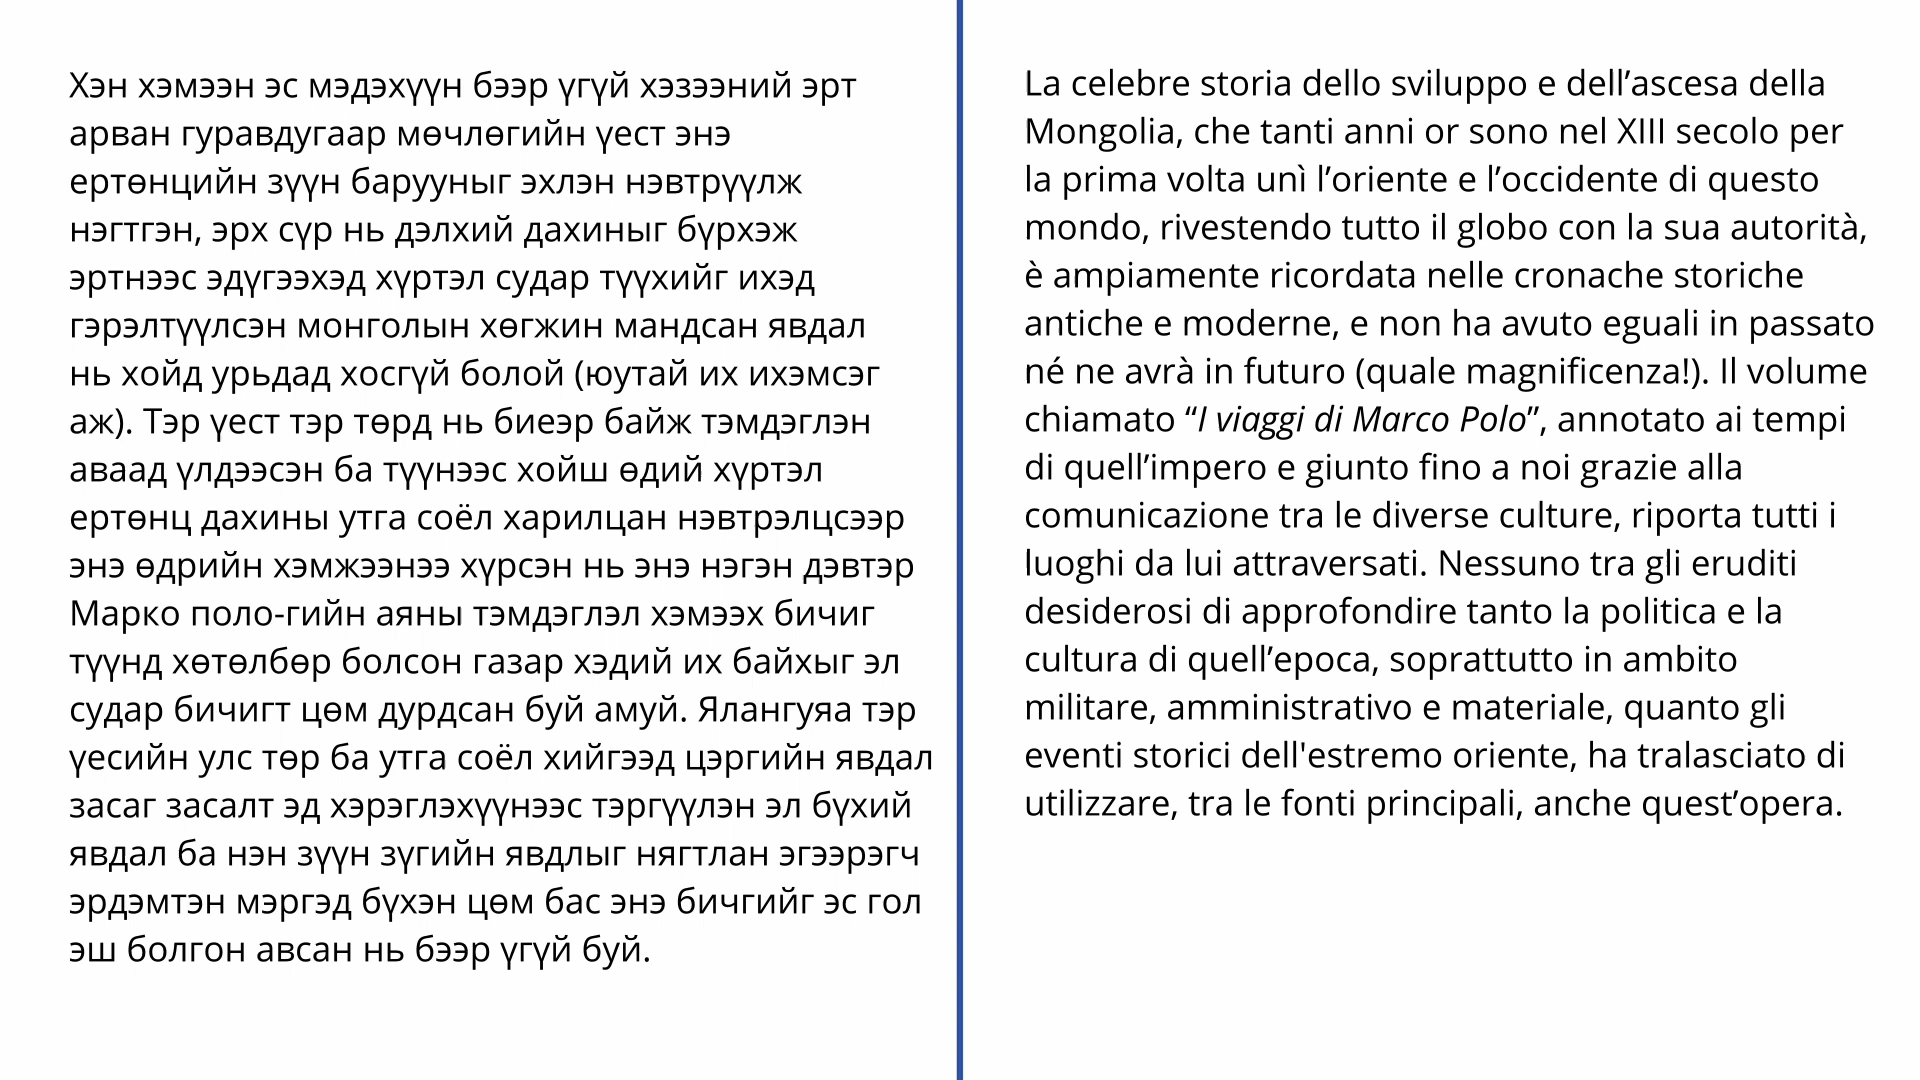 Хэн хэмээн эс мэдэхүүн бээр үгүй хэзээний эрт
арван гуравдугаар мөчлөгийн үест энэ
ертөнцийн зүүн барууныг эхлэн нэвтрүүлж
нэгтгэн, эрх сүр нь дэлхий дахиныг бүрхэж
эртнээс эдүгээхэд хүртэл судар түүхийг ихэд
гэрэлтүүлсэн монголын хөгжин мандсан явдал
нь хойд урьдад хосгүй болой (юутай их ихэмсэг
аж). Тэр үест тэр төрд нь биеэр байж тэмдэглэн
аваад үлдээсэн ба түүнээс хойш өдий хүртэл
ертөнц дахины утга соёл харилцан нэвтрэлцсээр
энэ өдрийн хэмжээнээ хүрсэн нь энэ нэгэн дэвтэр
Марко поло-гийн аяны тэмдэглэл хэмээх бичиг
түүнд хөтөлбөр болсон газар хэдий их байхыг эл
судар бичигт цөм дурдсан буй амуй. Ялангуяа тэр
үесийн улс төр ба утга соёл хийгээд цэргийн явдал
засаг засалт эд хэрэглэхүүнээс тэргүүлэн эл бүхий
явдал ба нэн зүүн зүгийн явдлыг нягтлан эгээрэгч
эрдэмтэн мэргэд бүхэн цөм бас энэ бичгийг эс гол
эш болгон авсан нь бээр үгүй буй.
La celebre storia dello sviluppo e dell’ascesa della
Mongolia, che tanti anni or sono nel XIII secolo per
la prima volta unì l’oriente e l’occidente di questo
mondo, rivestendo tutto il globo con la sua autorità,
è ampiamente ricordata nelle cronache storiche
antiche e moderne, e non ha avuto eguali in passato
né ne avrà in futuro (quale magnificenza!). Il volume
chiamato “I viaggi di Marco Polo”, annotato ai tempi
di quell’impero e giunto fino a noi grazie alla
comunicazione tra le diverse culture, riporta tutti i
luoghi da lui attraversati. Nessuno tra gli eruditi
desiderosi di approfondire tanto la politica e la
cultura di quell’epoca, soprattutto in ambito
militare, amministrativo e materiale, quanto gli
eventi storici dell'estremo oriente, ha tralasciato di
utilizzare, tra le fonti principali, anche quest’opera.